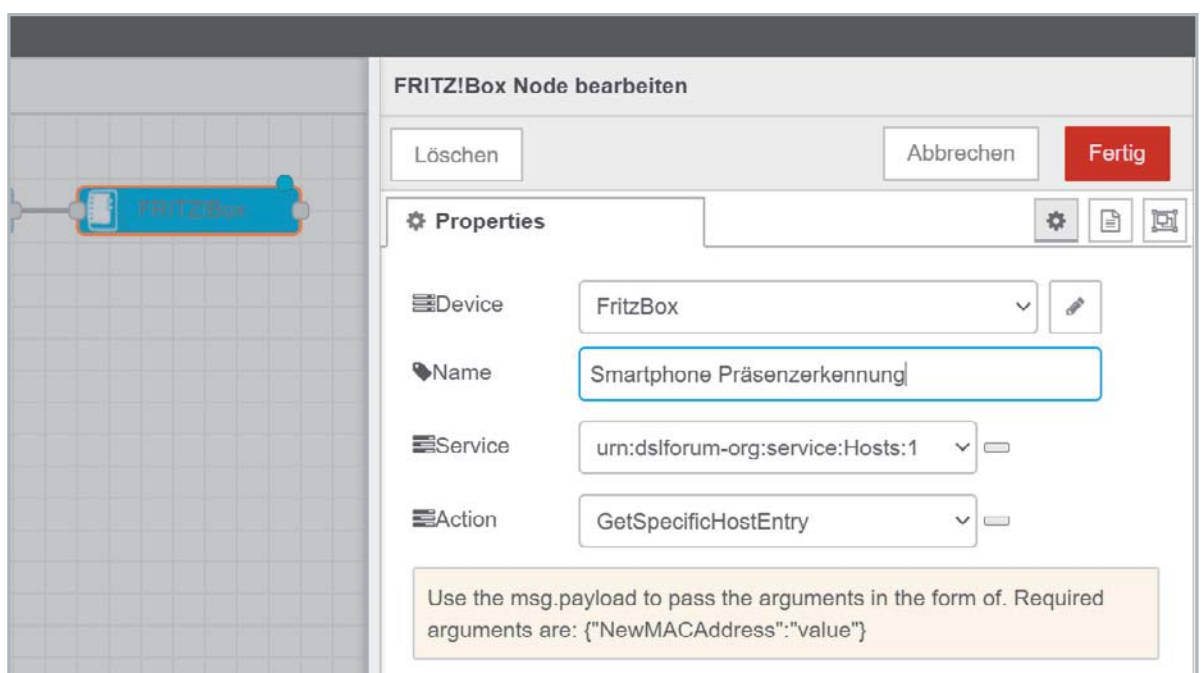 FRITZ!Box Node bearbeiten
Löschen
Abbrechen
Fertig
FRITZ!Box
Properties
Device
FritzBox
Name
Smartphone Präsenzerkennung
Service
urn:dslforum-org:service:Hosts:1
Action
GetSpecificHostEntry
Use the msg.payload to pass the arguments in the form of. Required
arguments are: {"NewMACAddress":"value"}